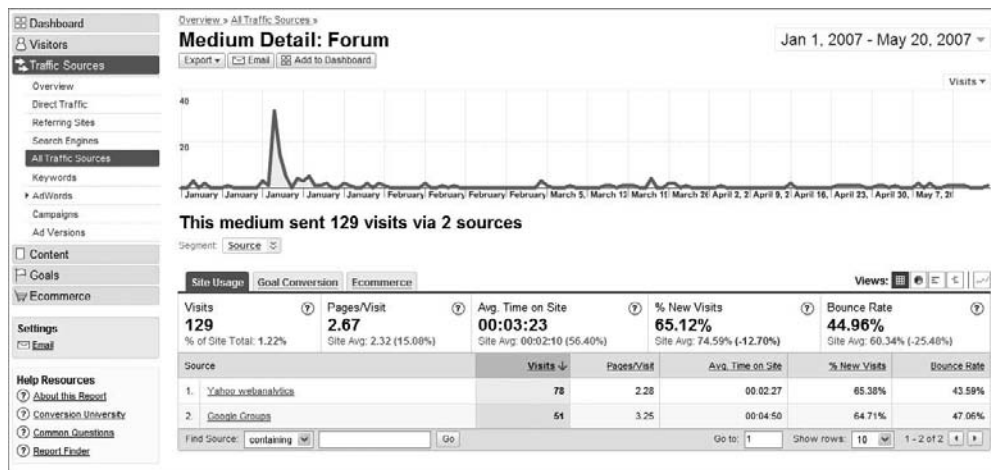 Dashboard
Visitors
Traffic Sources
Overview
Direct Traffic
Referring Sites
Search Engines
All Traffic Sources
Keywords
AdWords
Campaigns
Ad Versions
Content
Goals
Ecommerce
Settings
Email
Help Resources
About this Report
Conversion University
Common Questions
Report Finder
Overview » All Traffic Sources »
Medium Detail: Forum
Jan 1, 2007 - May 20, 2007
Export Email Add to Dashboard
Visits
40
20
January January January January January February February February February March 5, March 12 March 19 March 26 April 2, 2 April 9, 2 April 16, April 23, April 30, May 7, 20
This medium sent 129 visits via 2 sources
Segment: Source
Site Usage Goal Conversion Ecommerce Views:
Visits Pages/Visit Avg. Time on Site % New Visits Bounce Rate
129 2.67 00:03:23 65.12% 44.96%
% of Site Total: 1.22% Site Avg: 2.32 (15.08%) Site Avg: 00:02:10 (56.40%) Site Avg: 74.59% (-12.70%) Site Avg: 60.34% (-25.48%)
Source Visits Pages/Visit Avg. Time on Site % New Visits Bounce Rate
1. Yahoo webanalytics 78 2.28 00:02:27 65.38% 43.59%
2. Google Groups 51 3.25 00:04:50 64.71% 47.06%
Find Source: containing Go Go to: 1 Show rows: 10 1 - 2 of 2